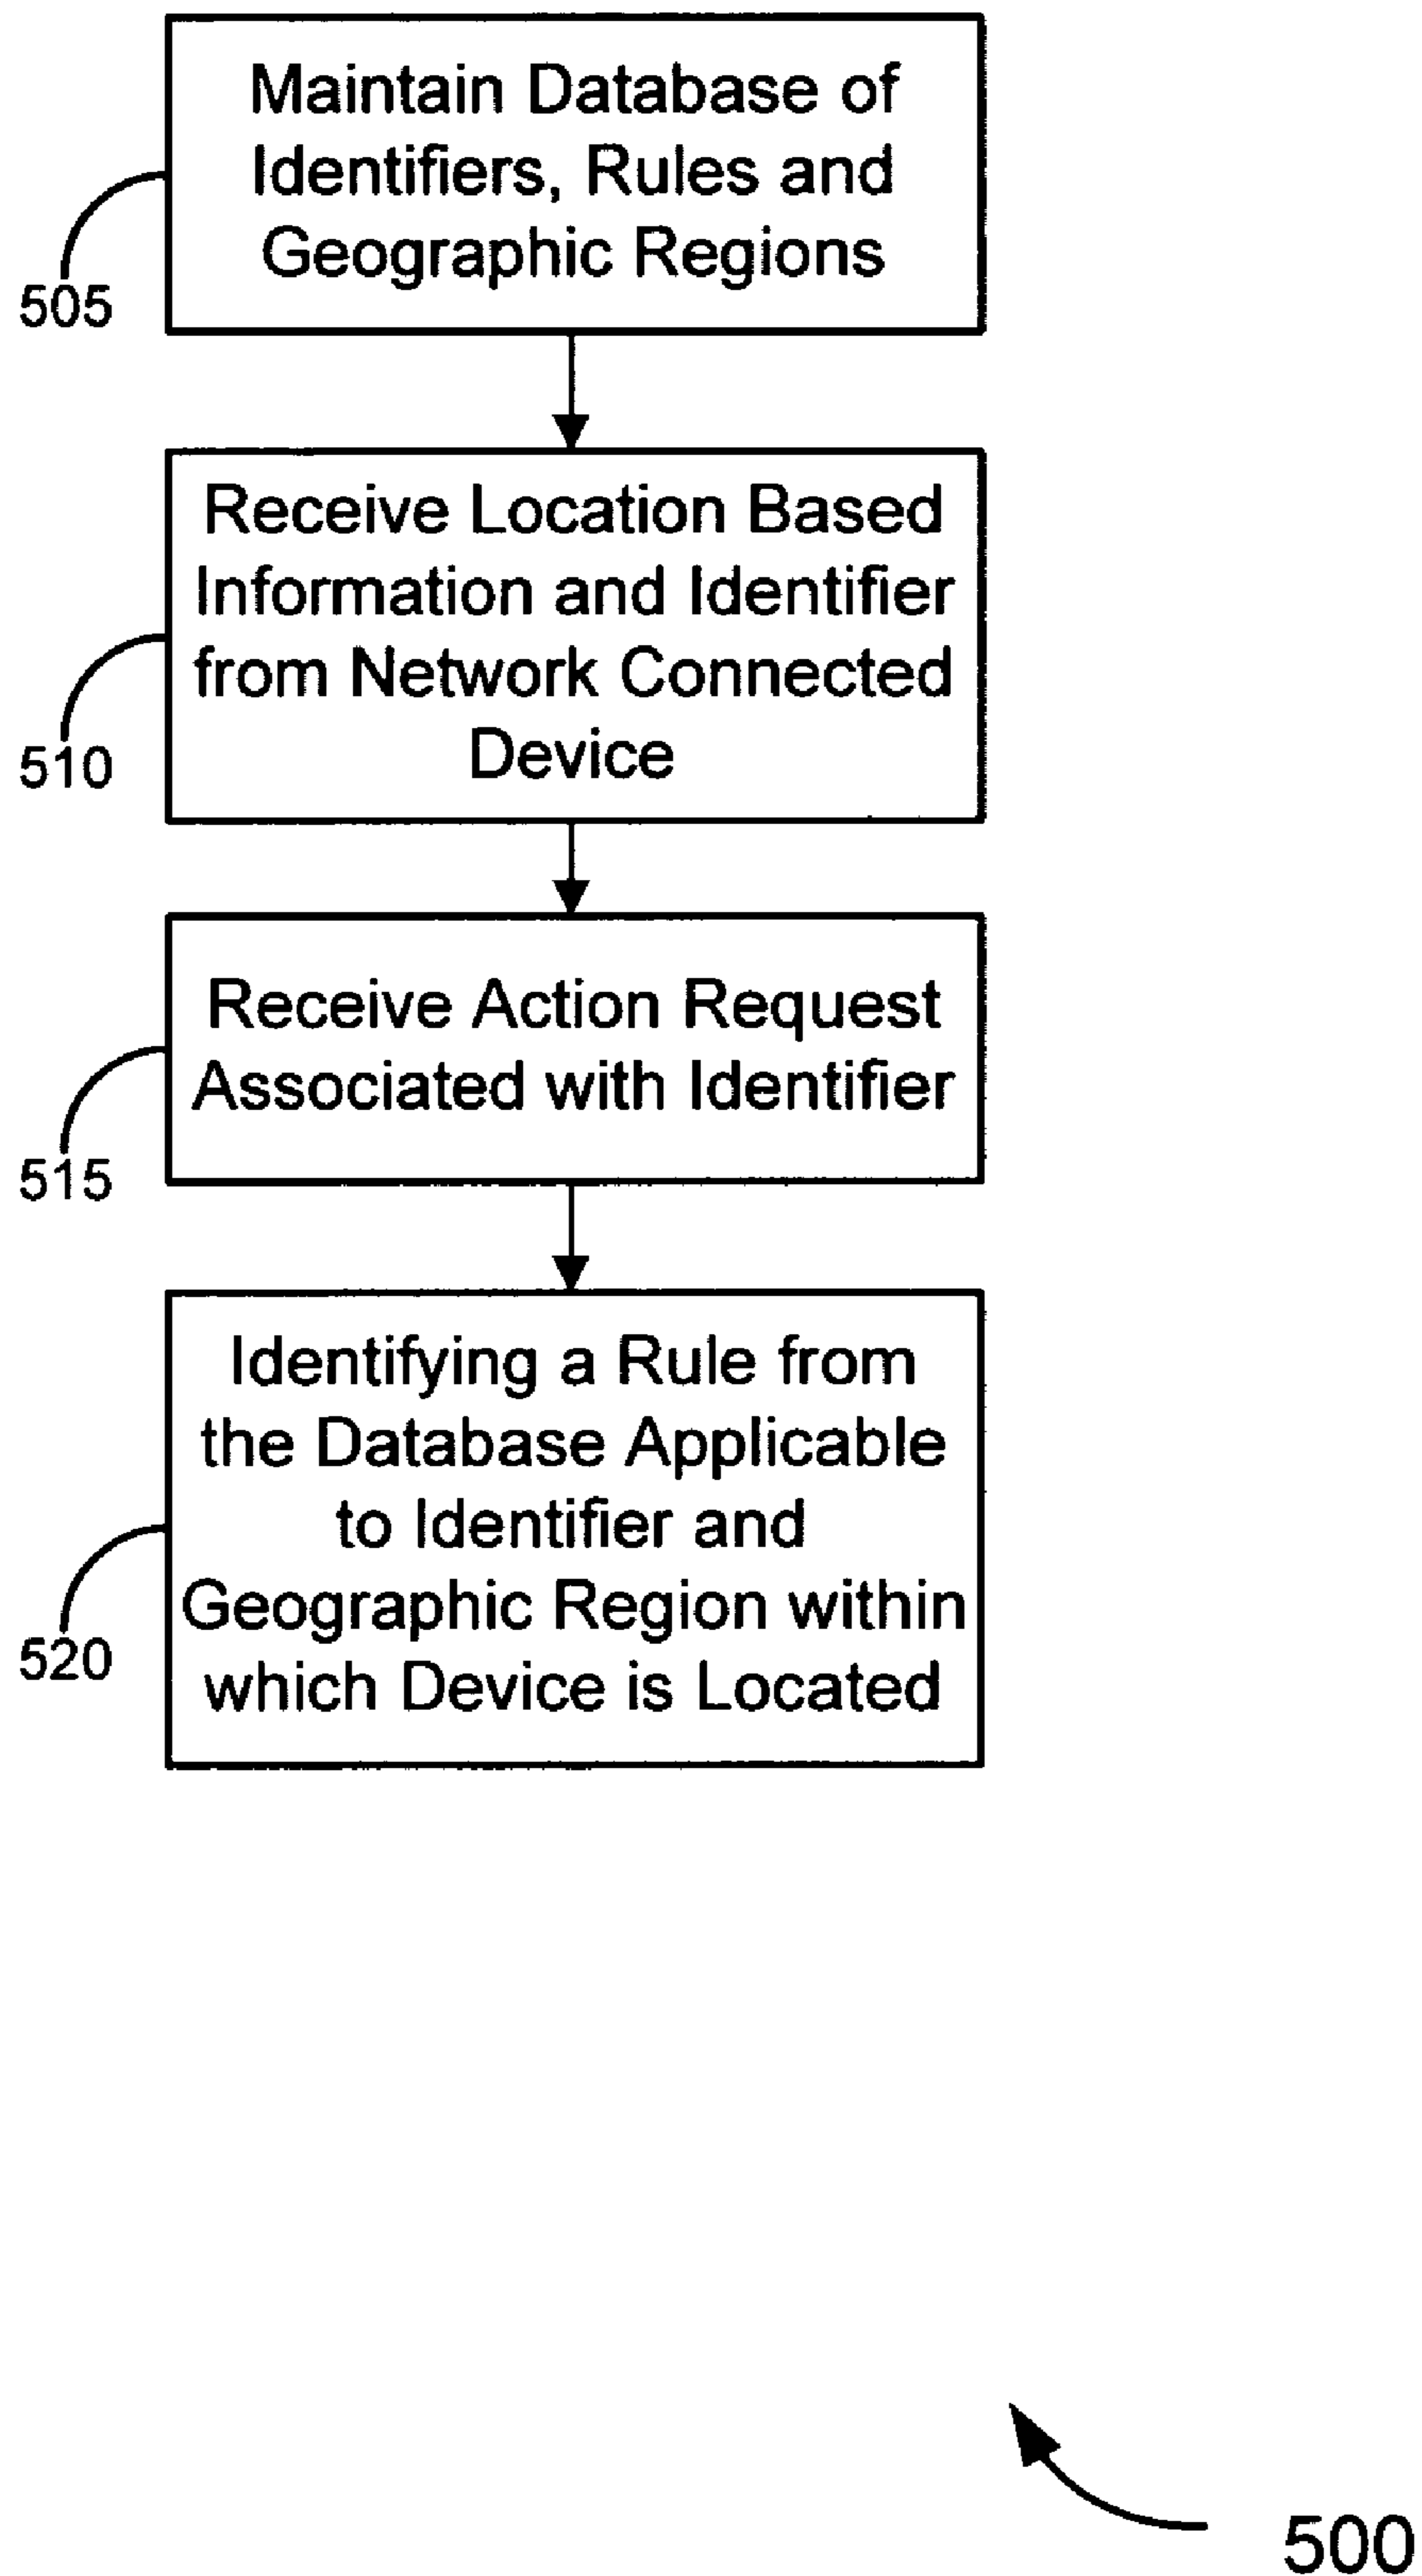 Maintain Database of
Identifiers, Rules and
Geographic Regions
505
Receive Location Based
Information and Identifier
from Network Connected
Device
510
Receive Action Request
Associated with Identifier
515
Identifying a Rule from
the Database Applicable
to Identifier and
Geographic Region within
which Device is Located
520
500